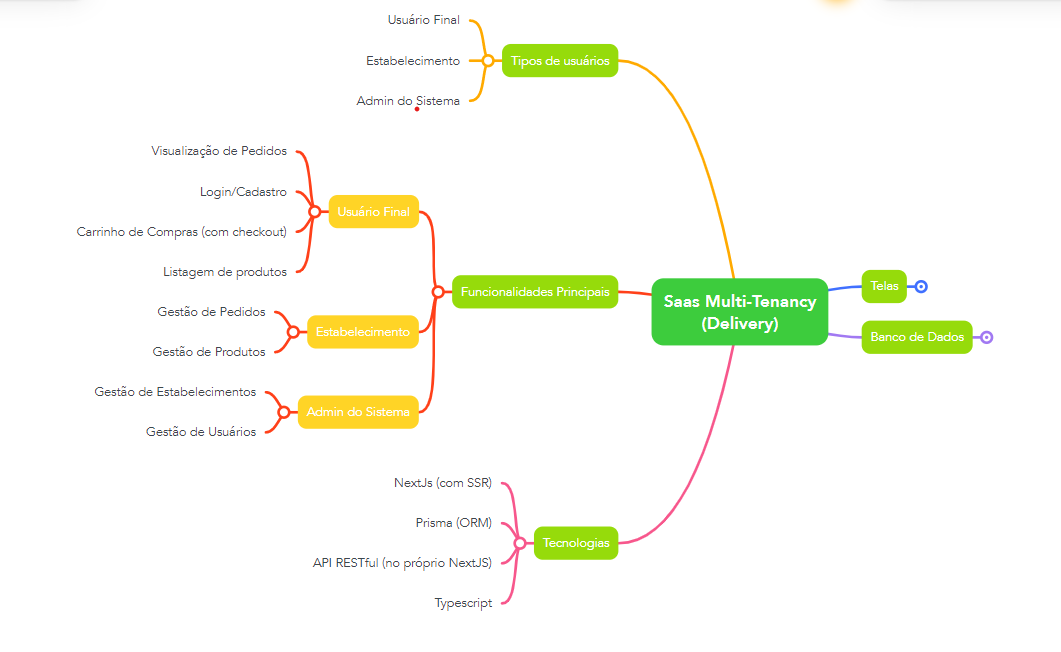 Usuário Final
Estabelecimento
Admin do Sistema
Tipos de usuários
Visualização de Pedidos
Login/Cadastro
Carrinho de Compras (com checkout)
Listagem de produtos
Usuário Final
Gestão de Pedidos
Gestão de Produtos
Estebelecimento
Gestão de Estabelecimentos
Gestão de Usuários
Admin do Sistema
Funcionalidades Principais
Saas Multi-Tenancy
(Delivery)
Telas
Banco de Dados
NextJs (com SSR)
Prisma (ORM)
API RESTful (no próprio NextJS)
Typescript
Tecnologias